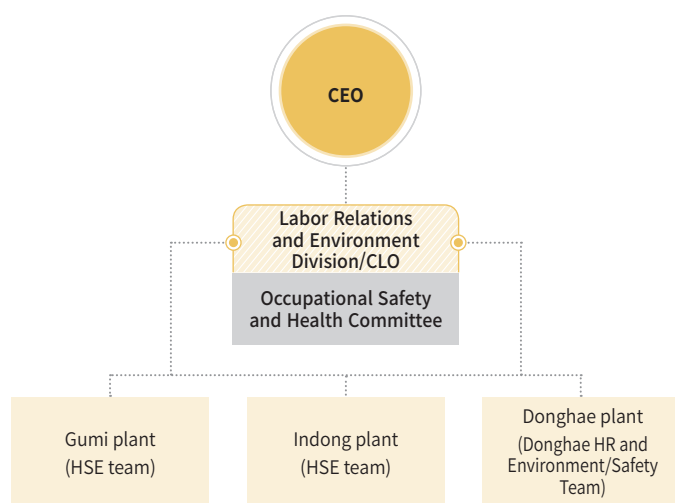 CEO
Labor Relations
and Environment
Division/CLO
Occupational Safety
and Health Committee
Gumi plant
(HSE team)
Indong plant
(HSE team)
Donghae plant
(Donghae HR and
Environment/Safety
Team)